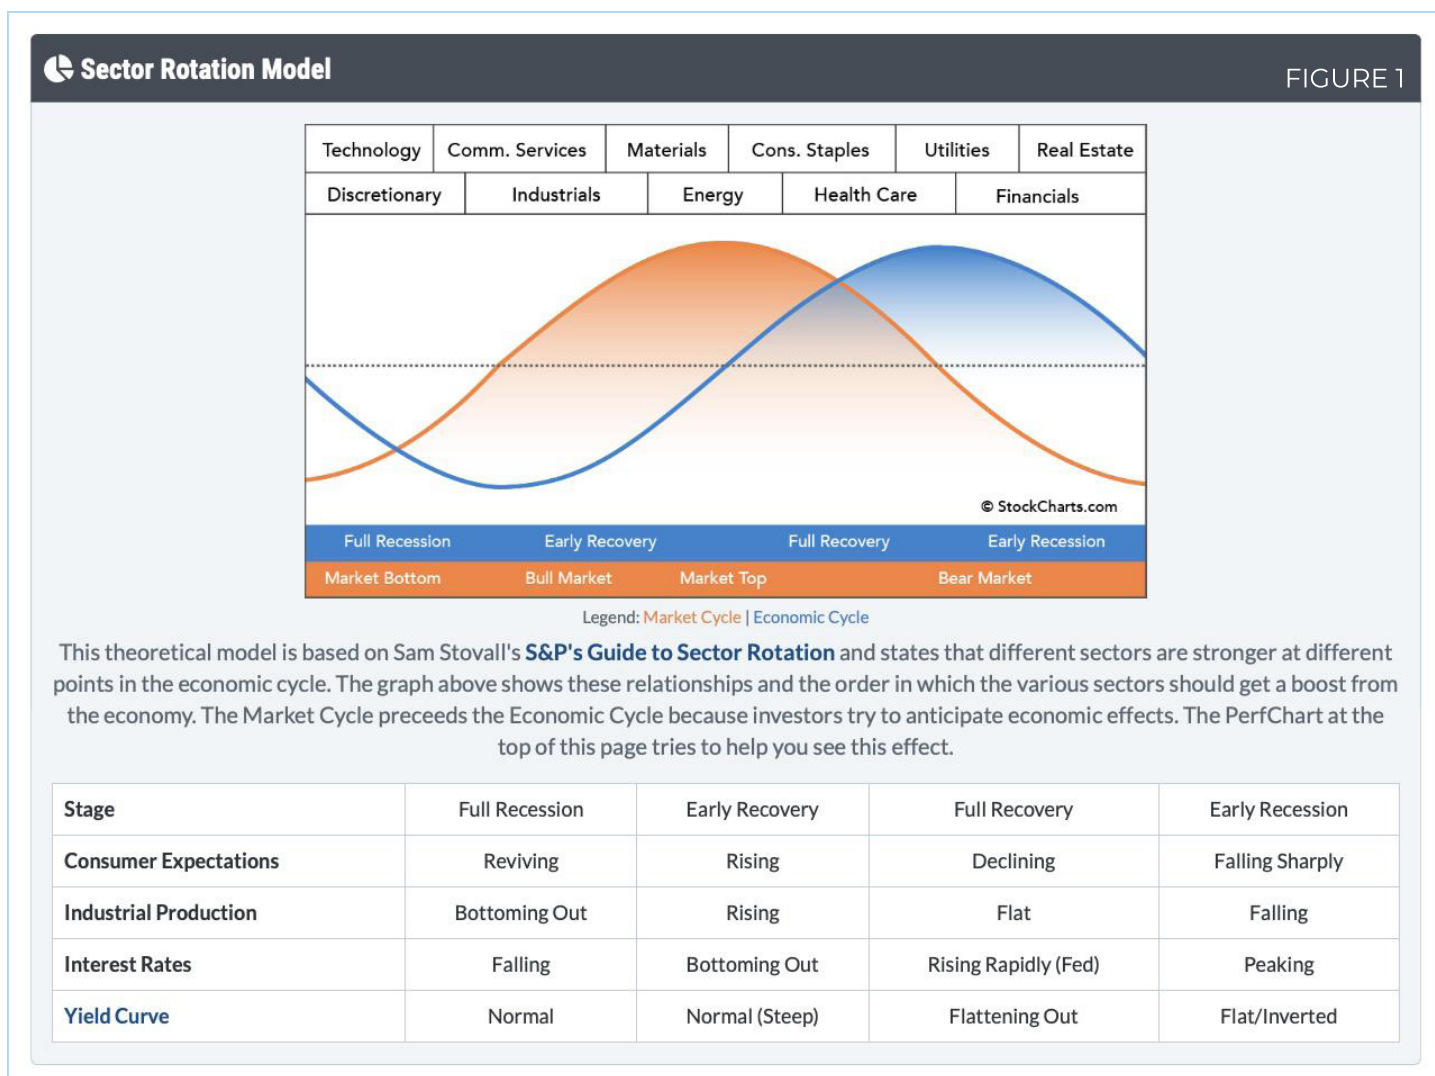 Sector Rotation Model
FIGURE 1
Technology Comm. Services Materials Cons. Staples Utilities Real Estate
Discretionary Industrials Energy Health Care Financials
© StockCharts.com
Full Recession Early Recovery Full Recovery Early Recession
Market Bottom Bull Market Market Top Bear Market
Legend: Market Cycle | Economic Cycle
This theoretical model is based on Sam Stovall's S&P's Guide to Sector Rotation and states that different sectors are stronger at different
points in the economic cycle. The graph above shows these relationships and the order in which the various sectors should get a boost from
the economy. The Market Cycle preceeds the Economic Cycle because investors try to anticipate economic effects. The PerfChart at the
top of this page tries to help you see this effect.
Stage Full Recession Early Recovery Full Recovery Early Recession
Consumer Expectations Reviving Rising Declining Falling Sharply
Industrial Production Bottoming Out Rising Flat Falling
Interest Rates Falling Bottoming Out Rising Rapidly (Fed) Peaking
Yield Curve Normal Normal (Steep) Flattening Out Flat/Inverted